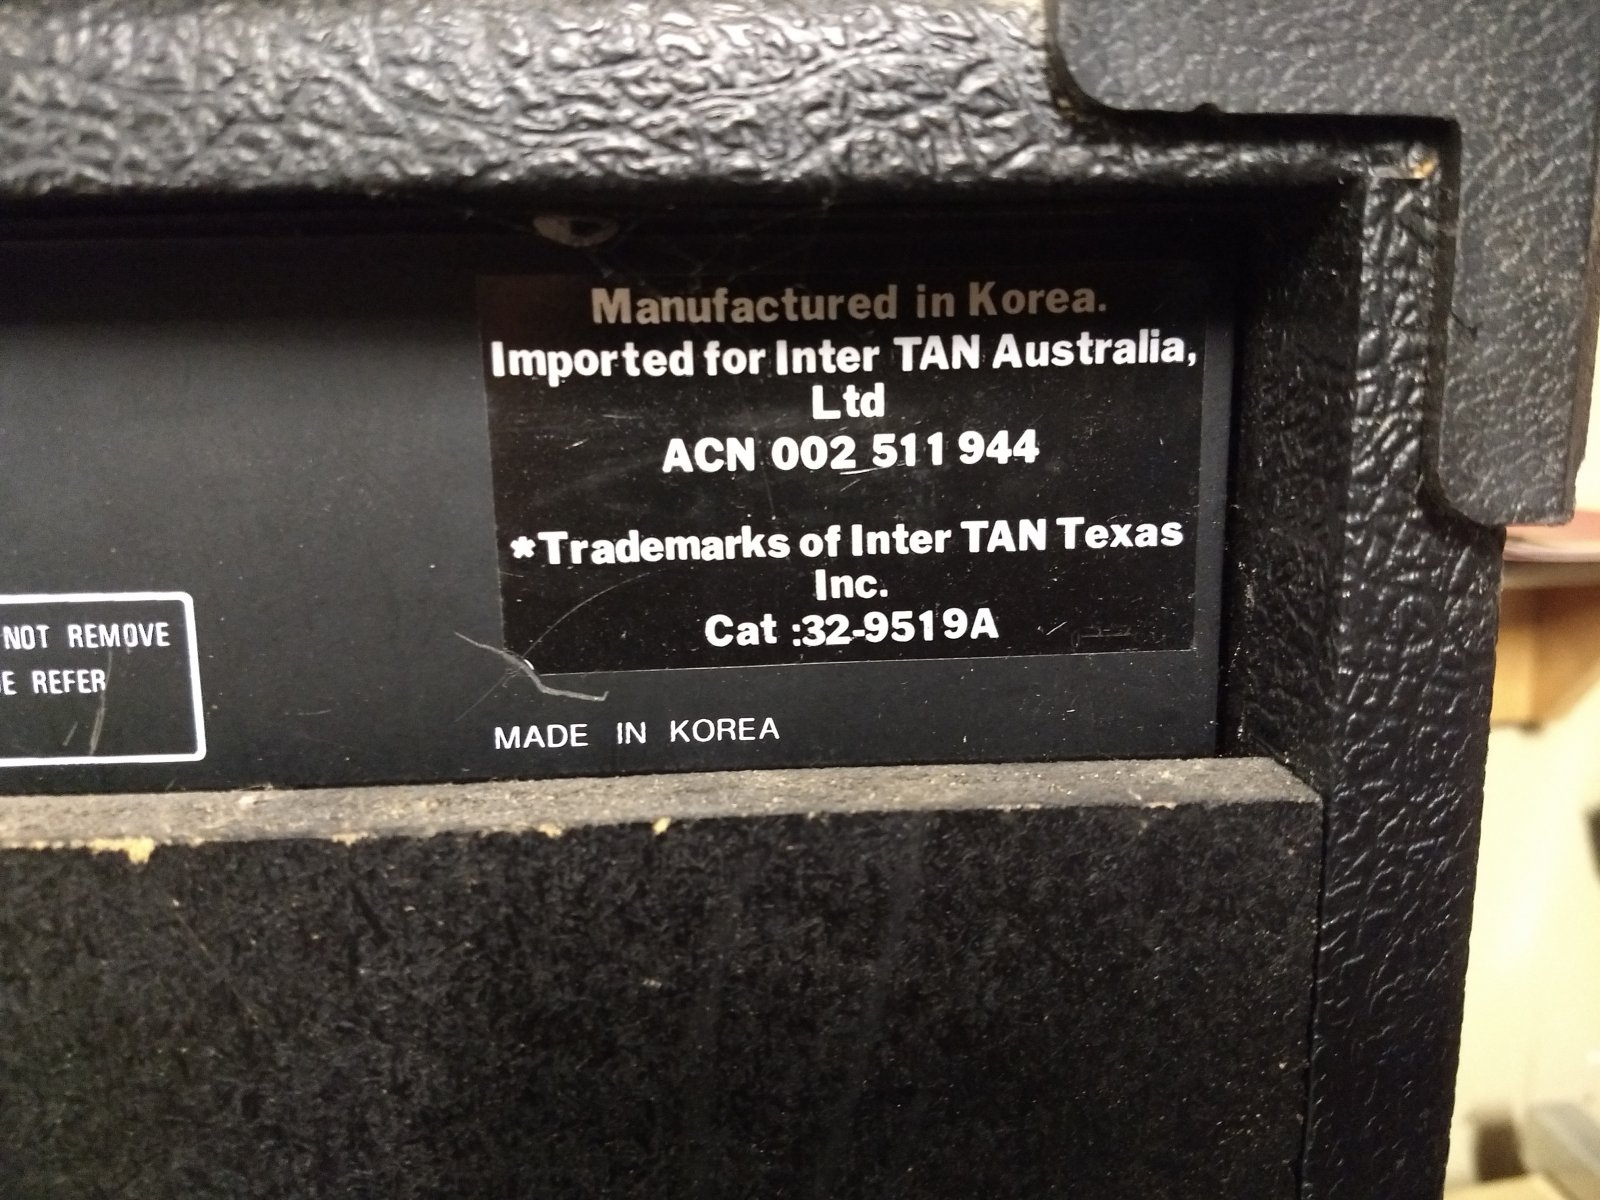 Manufactured in Korea.
Imported for Inter TAN Australia,
Ltd
ACN 002 511 944
*Trademarks of Inter TAN Texas
Inc.
Cat :32-9519A
NOT REMOVE
REFER
MADE IN KOREA